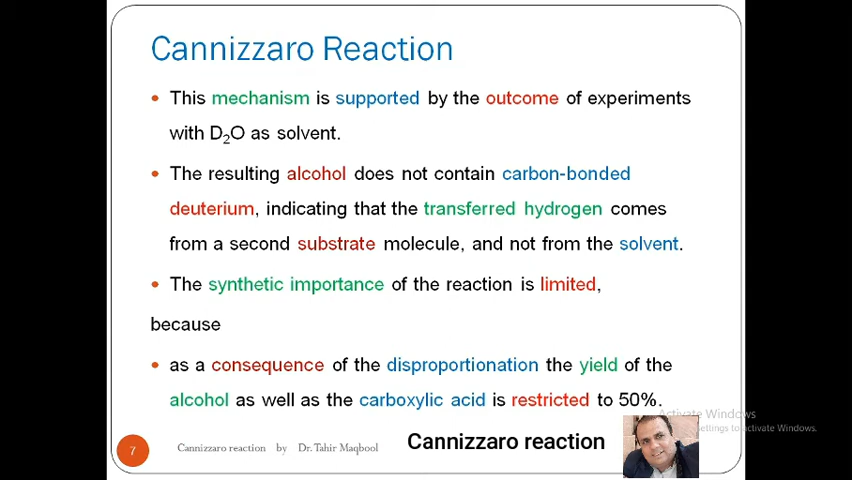 Cannizzaro Reaction
• This mechanism is supported by the outcome of experiments
with D₂O as solvent.
• The resulting alcohol does not contain carbon-bonded
deuterium, indicating that the transferred hydrogen comes
from a second substrate molecule, and not from the solvent.
• The synthetic importance of the reaction is limited,
because
• as a consequence of the disproportionation the yield of the
alcohol as well as the carboxylic acid is restricted to 50%.
Activate Windows
Settings to activate Windows.
7 Cannizzaro reaction by Dr. Tahir Maqbool
Cannizzaro reaction